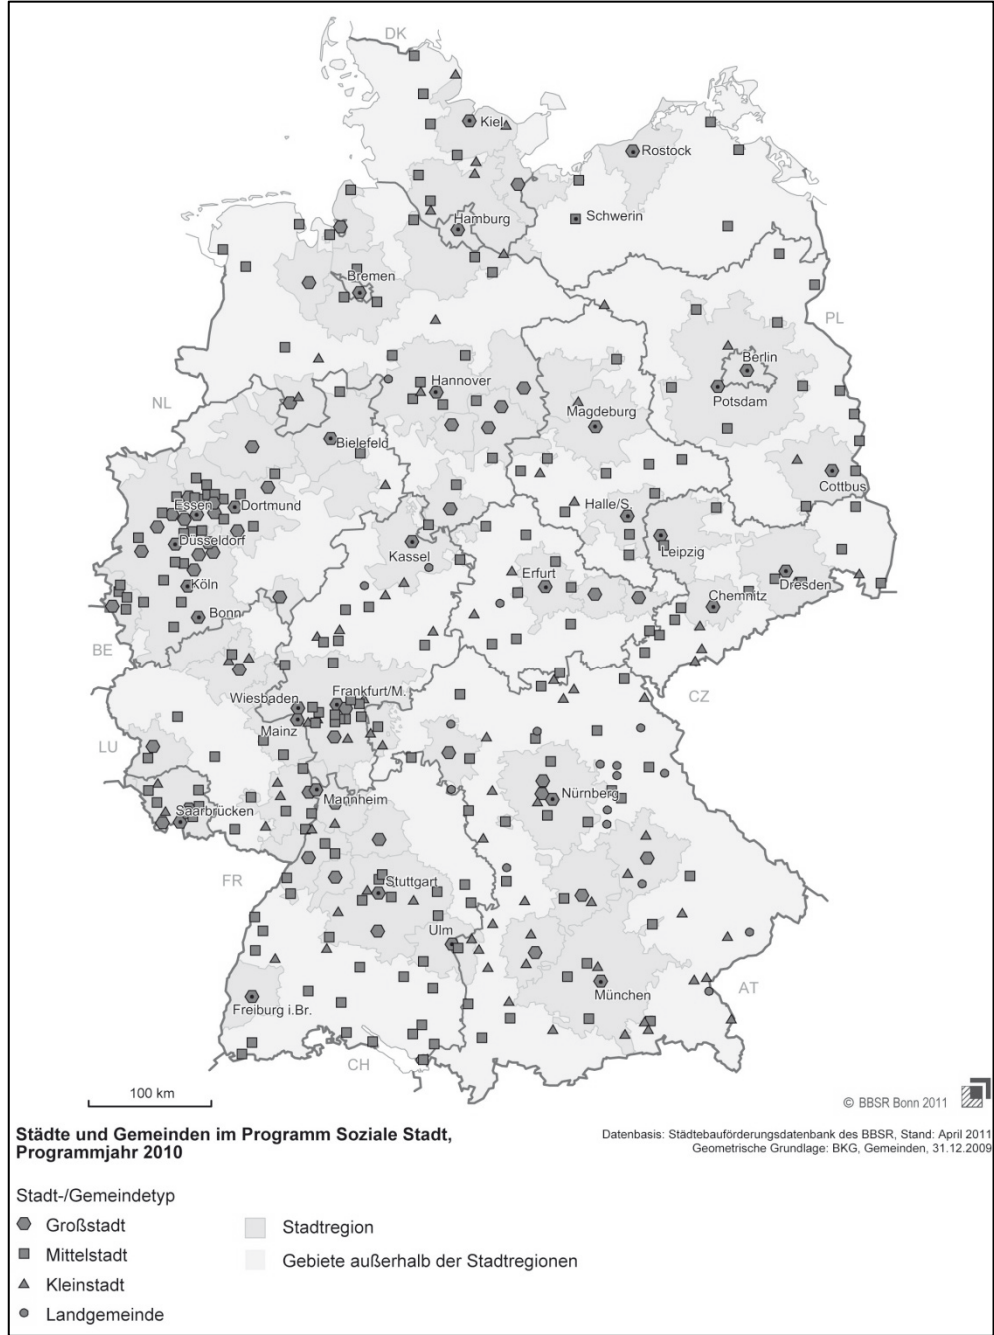 DK
Kiel
Rostock
Schwerin
Hamburg
Bremen
PL
Berlin
Hannover
Potsdam
NL
Magdeburg
Bielefeld
Cottbus
Essen
Dortmund
Halle/S.
Düsseldorf
Leipzig
Kassel
Erfurt
Dresden
Köln
Chemnitz
Bonn
BE
Wiesbaden
Frankfurt/M.
CZ
Mainz
LU
Mannheim
Nürnberg
Saarbrücken
FR
Stuttgart
Ulm
AT
München
Freiburg i.Br.
CH
100 km
© BBSR Bonn 2011
Städte und Gemeinden im Programm Soziale Stadt,
Programmjahr 2010
Datenbasis: Städtebauförderungsdatenbank des BBSR, Stand: April 2011
Geometrische Grundlage: BKG, Gemeinden, 31.12.2009
Stadt-/Gemeindetyp
Großstadt
Mittelstadt
Kleinstadt
Landgemeinde
Stadtregion
Gebiete außerhalb der Stadtregionen